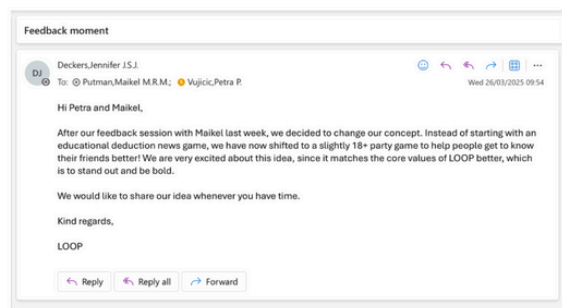 Feedback moment
DJ
Deckers,Jennifer J.S.J.
To: Putman,Maikel M.R.M.; Vujicic,Petra P.
Wed 26/03/2025 09:54
Hi Petra and Maikel,
After our feedback session with Maikel last week, we decided to change our concept. Instead of starting with an
educational deduction news game, we have now shifted to a slightly 18+ party game to help people get to know
their friends better! We are very excited about this idea, since it matches the core values of LOOP better, which
is to stand out and be bold.
We would like to share our idea whenever you have time.
Kind regards,
LOOP
Reply
Reply all
Forward